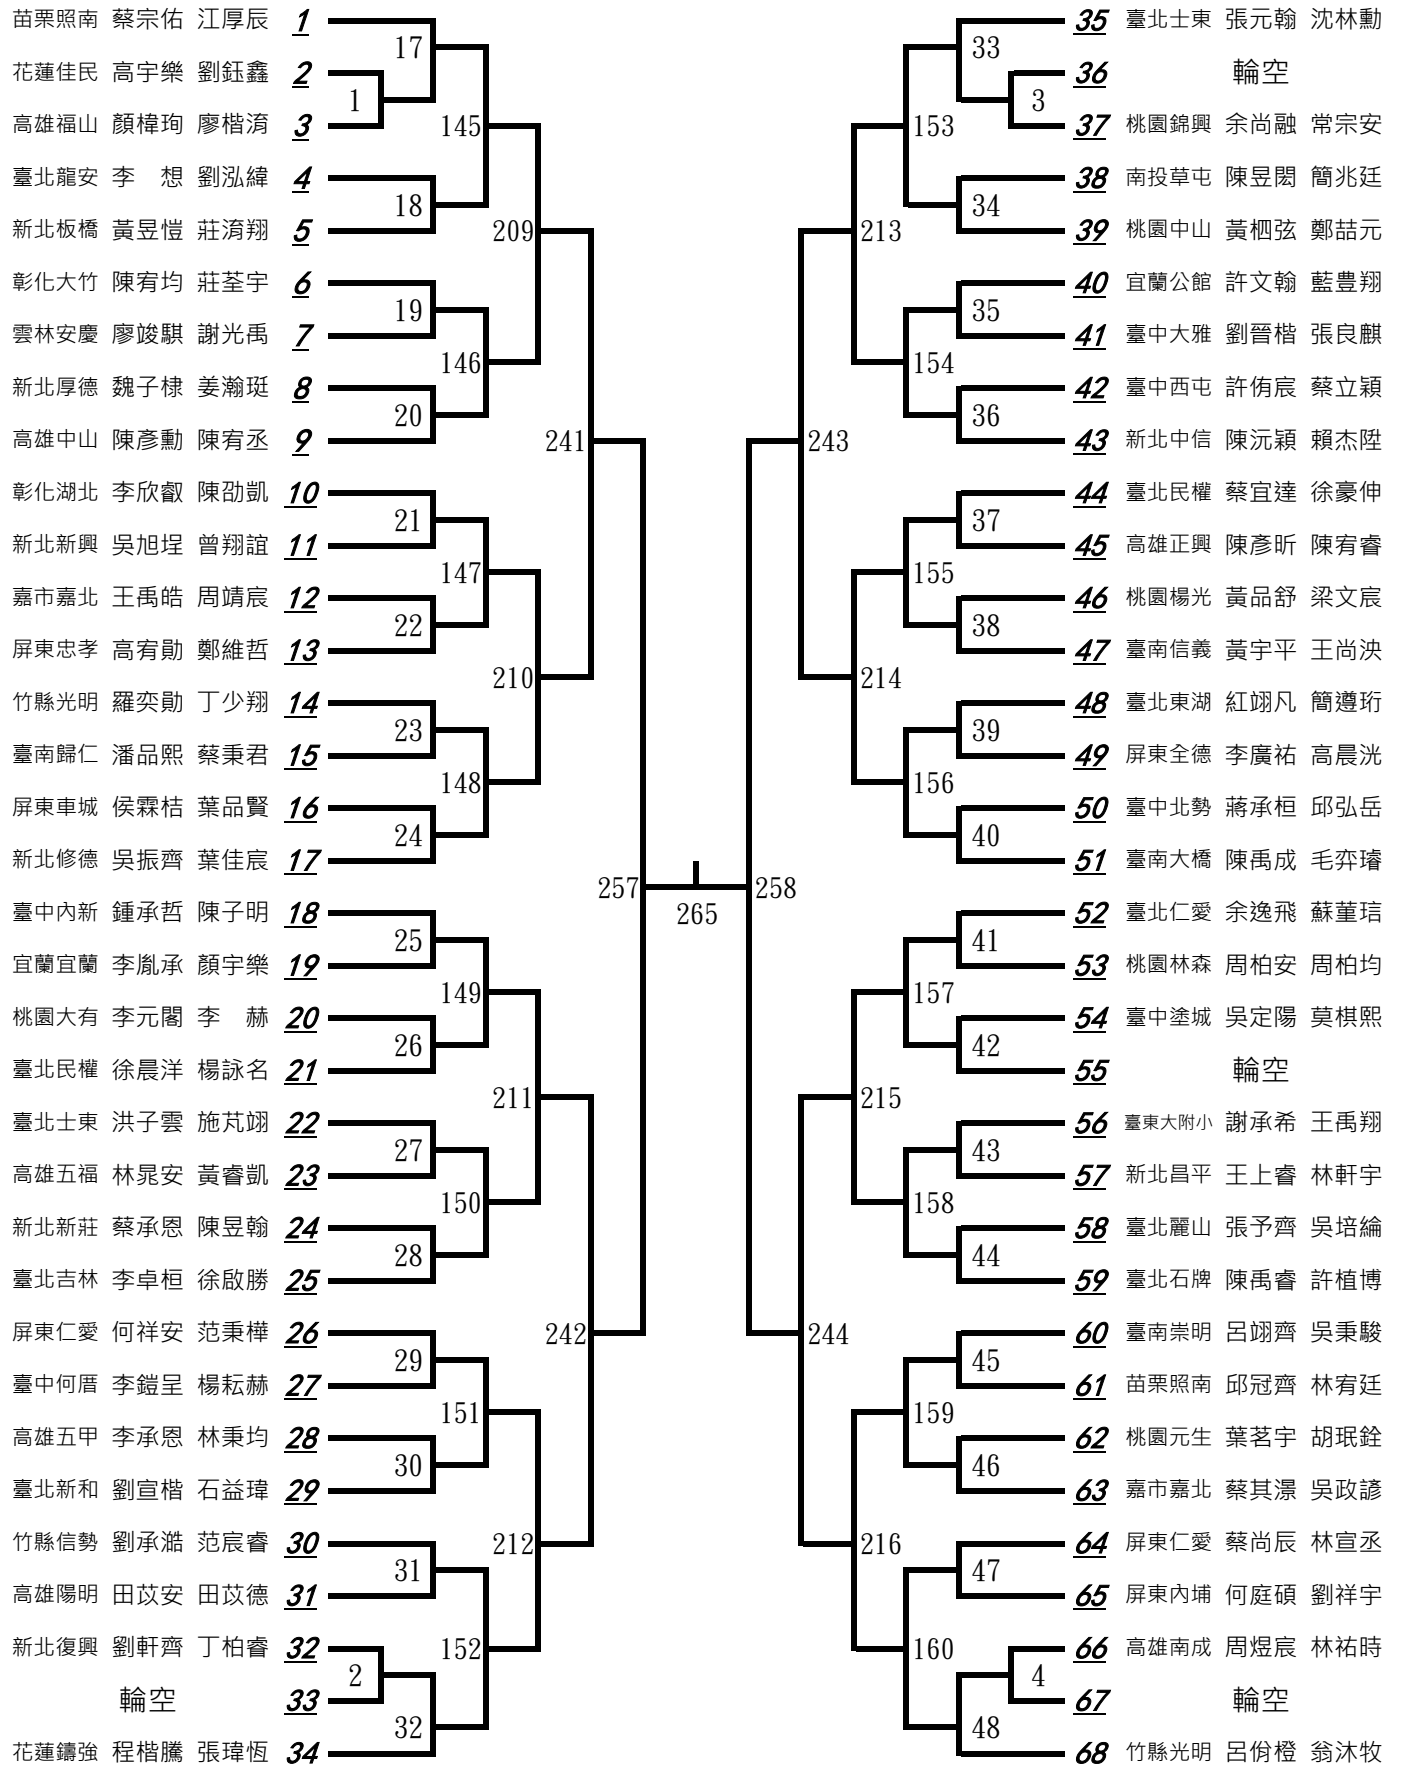 苗栗照南 蔡宗佑 江厚辰 1
花蓮佳民 高宇樂 劉鈺鑫 2
高雄福山 顏椲珣 廖楷淯 3
臺北龍安 李 想 劉泓緯 4
新北板橋 黃昱愷 莊淯翔 5
彰化大竹 陳宥均 莊荃宇 6
雲林安慶 廖竣騏 謝光禹 7
新北厚德 魏子棣 姜瀚珽 8
高雄中山 陳彥勳 陳宥丞 9
彰化湖北 李欣叡 陳劭凱 10
新北新興 吳旭埕 曾翔誼 11
嘉市嘉北 王禹皓 周靖宸 12
屏東忠孝 高宥勛 鄭維哲 13
竹縣光明 羅奕勛 丁少翔 14
臺南歸仁 潘品熙 蔡秉君 15
屏東車城 侯霖桔 葉品賢 16
新北修德 吳振齊 葉佳宸 17
臺中內新 鍾承哲 陳子明 18
宜蘭宜蘭 李胤承 顏宇樂 19
桃園大有 李元閣 李 赫 20
臺北民權 徐晨洋 楊詠名 21
臺北士東 洪子雲 施芃翊 22
高雄五福 林晁安 黃睿凱 23
新北新莊 蔡承恩 陳昱翰 24
臺北吉林 李卓桓 徐啟勝 25
屏東仁愛 何祥安 范秉樺 26
臺中何厝 李鎧呈 楊耘赫 27
高雄五甲 李承恩 林秉均 28
臺北新和 劉宣楷 石益瑋 29
竹縣信勢 劉承澔 范宸睿 30
高雄陽明 田苡安 田苡德 31
新北復興 劉軒齊 丁柏睿 32
輪空 33
花蓮鑄強 程楷騰 張瑋恆 34
1
17
18
19
20
21
22
23
24
25
26
27
28
29
30
31
2
32
145
146
147
148
149
150
151
152
209
210
211
212
241
242
257
265
258
243
244
213
214
215
216
153
154
155
156
157
158
159
160
33
3
34
35
36
37
38
39
40
41
42
43
44
45
46
47
4
48
35 臺北士東 張元翰 沈林勳
36 輪空
37 桃園錦興 余尚融 常宗安
38 南投草屯 陳昱閎 簡兆廷
39 桃園中山 黃柶弦 鄭喆元
40 宜蘭公館 許文翰 藍豊翔
41 臺中大雅 劉晉楷 張良麒
42 臺中西屯 許侑宸 蔡立穎
43 新北中信 陳沅穎 賴杰陞
44 臺北民權 蔡宜達 徐豪伸
45 高雄正興 陳彥昕 陳宥睿
46 桃園楊光 黃品舒 梁文宸
47 臺南信義 黃宇平 王尚泱
48 臺北東湖 紅翊凡 簡遵珩
49 屏東全德 李廣祐 高晨洸
50 臺中北勢 蔣承桓 邱弘岳
51 臺南大橋 陳禹成 毛弈璿
52 臺北仁愛 余逸飛 蘇堇琂
53 桃園林森 周柏安 周柏均
54 臺中塗城 吳定陽 莫棋熙
55 輪空
56 臺東大附小 謝承希 王禹翔
57 新北昌平 王上睿 林軒宇
58 臺北麗山 張予齊 吳培綸
59 臺北石牌 陳禹睿 許植博
60 臺南崇明 呂翊齊 吳秉駿
61 苗栗照南 邱冠齊 林宥廷
62 桃園元生 葉茗宇 胡珉銓
63 嘉市嘉北 蔡其澋 吳政諺
64 屏東仁愛 蔡尚辰 林宣丞
65 屏東內埔 何庭碩 劉祥宇
66 高雄南成 周煜宸 林祐時
67 輪空
68 竹縣光明 呂佾橙 翁沐牧